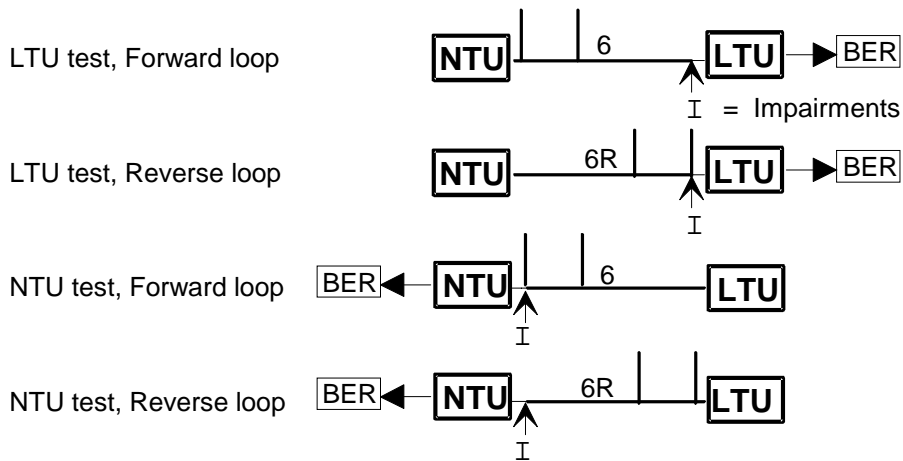 LTU test, Forward loop NTU 6 LTU BER
I = Impairments
LTU test, Reverse loop NTU 6R LTU BER
I
NTU test, Forward loop BER NTU 6 LTU
I
NTU test, Reverse loop BER NTU 6R LTU
I